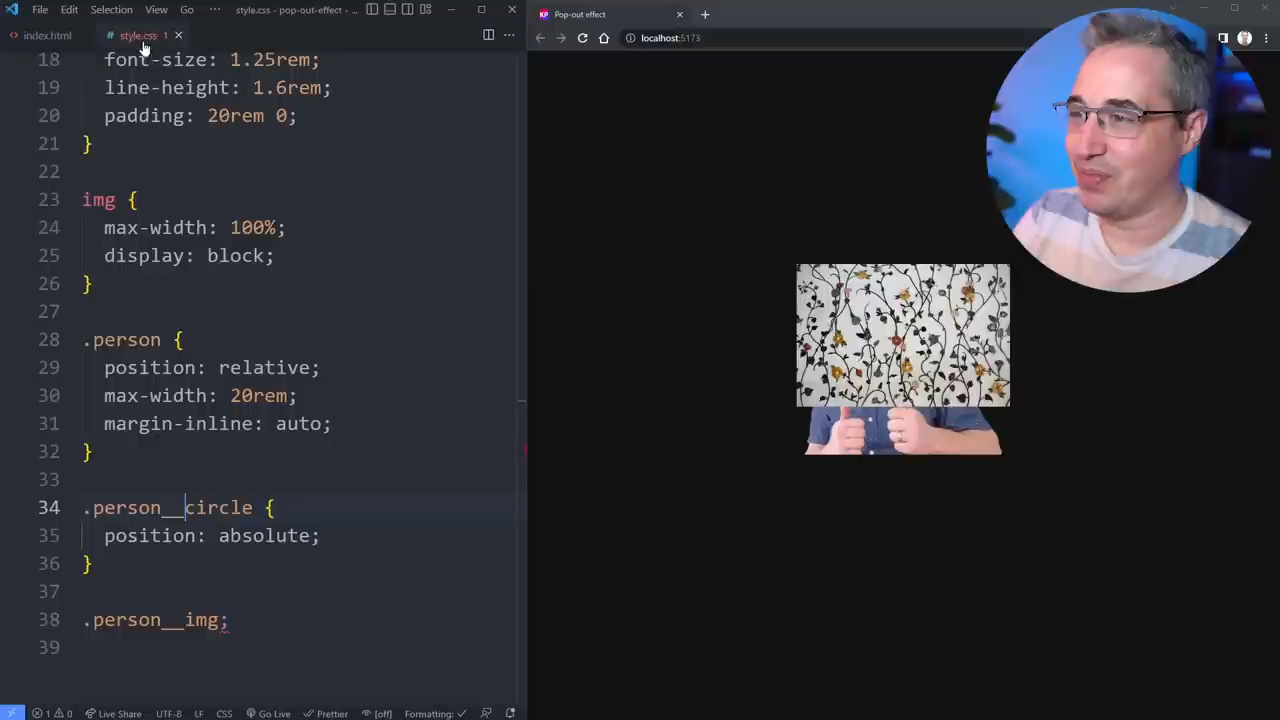 File Edit Selection View Go ··· style.css - pop-out-effect - ...
index.html style.css 1
18 font-size: 1.25rem;
19 line-height: 1.6rem;
20 padding: 20rem 0;
21 }
22
23 img {
24 max-width: 100%;
25 display: block;
26 }
27
28 .person {
29 position: relative;
30 max-width: 20rem;
31 margin-inline: auto;
32 }
33
34 .person__circle {
35 position: absolute;
36 }
37
38 .person__img;
39
1 0 Live Share UTF-8 LF CSS Go Live Prettier [off] Formatting:
KP Pop-out effect
localhost:5173